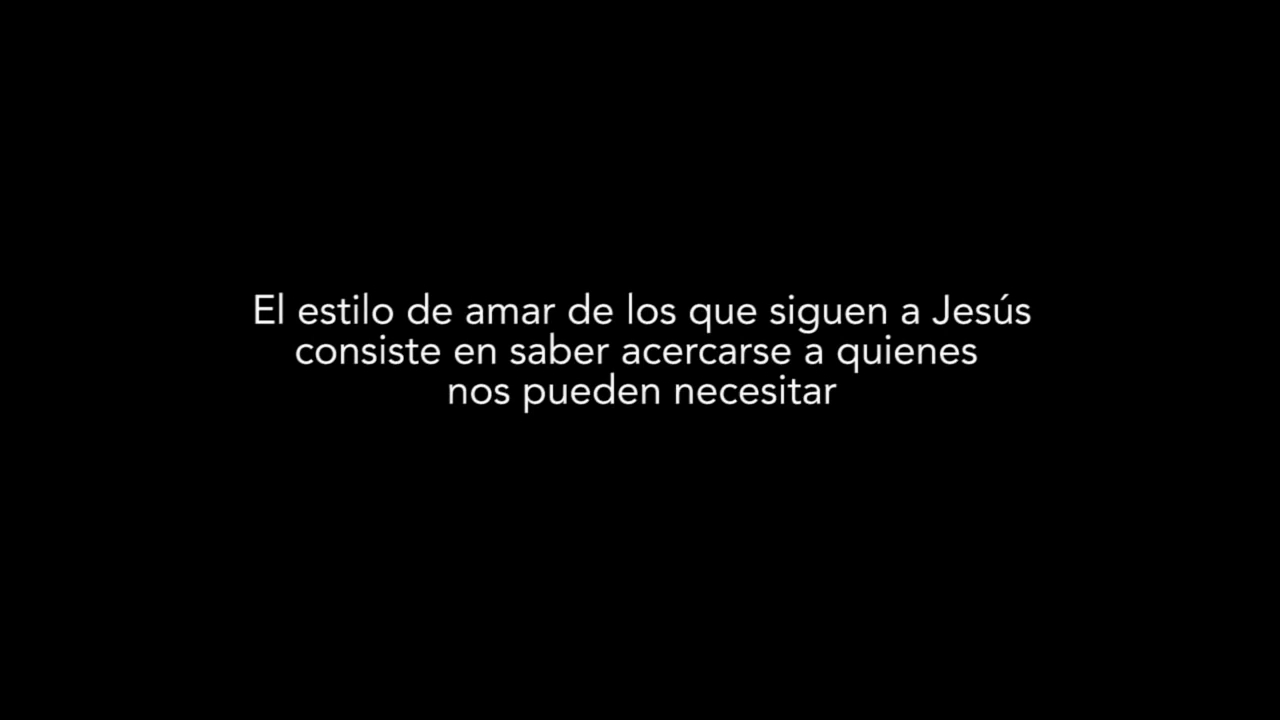 El estilo de amar de los que siguen a Jesús
consiste en saber acercarse a quienes
nos pueden necesitar